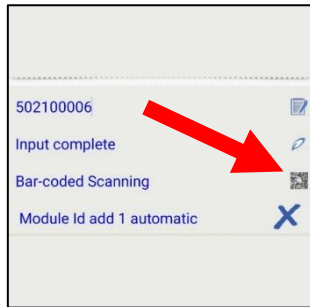 502100006
Input complete
Bar-coded Scanning
Module Id add 1 automatic